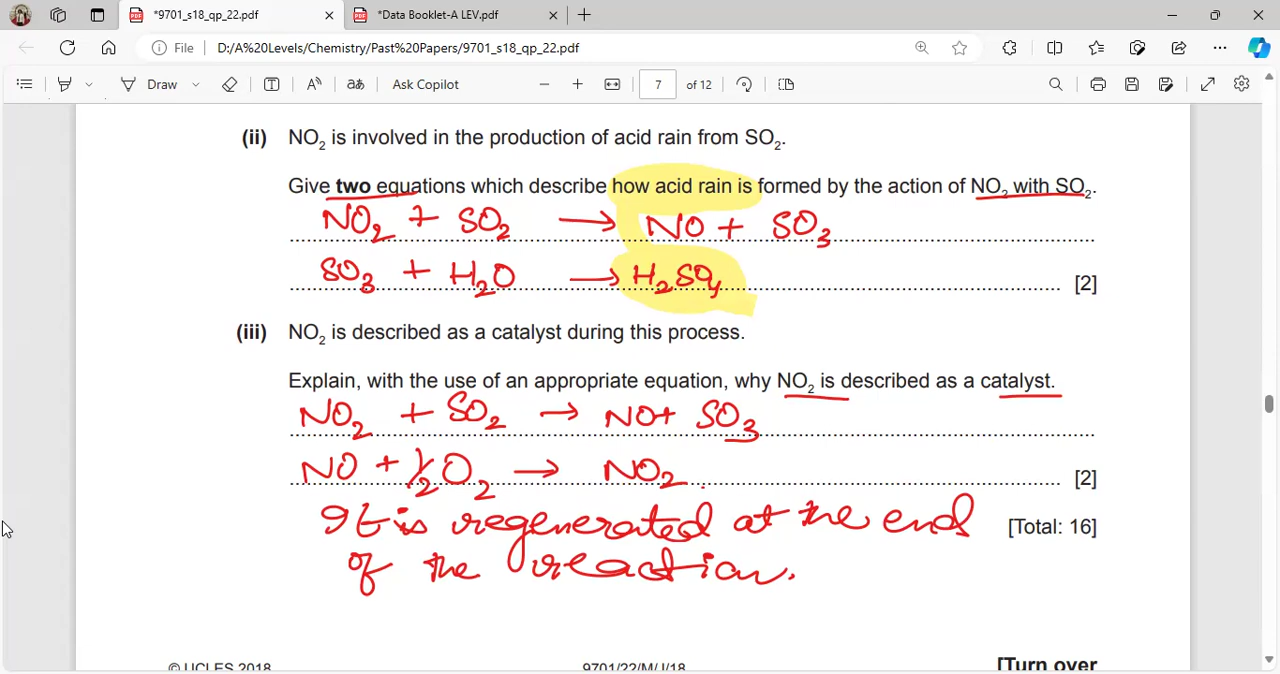 *9701_s18_qp_22.pdf
*Data Booklet-A LEV.pdf
File D:/A%20Levels/Chemistry/Past%20Papers/9701_s18_qp_22.pdf
Draw aあ Ask Copilot 7 of 12
(ii) NO₂ is involved in the production of acid rain from SO₂.
Give two equations which describe how acid rain is formed by the action of NO₂ with SO₂.
NO₂ + SO₂ → NO + SO₃
SO₃ + H₂O → H₂SO₄
[2]
(iii) NO₂ is described as a catalyst during this process.
Explain, with the use of an appropriate equation, why NO₂ is described as a catalyst.
NO₂ + SO₂ → NO + SO₃
NO + ½O₂ → NO₂
[2]
It is regenerated at the end
[Total: 16]
of the reaction.
© UCLES 2018 9701/22/M/J/18 [Turn over